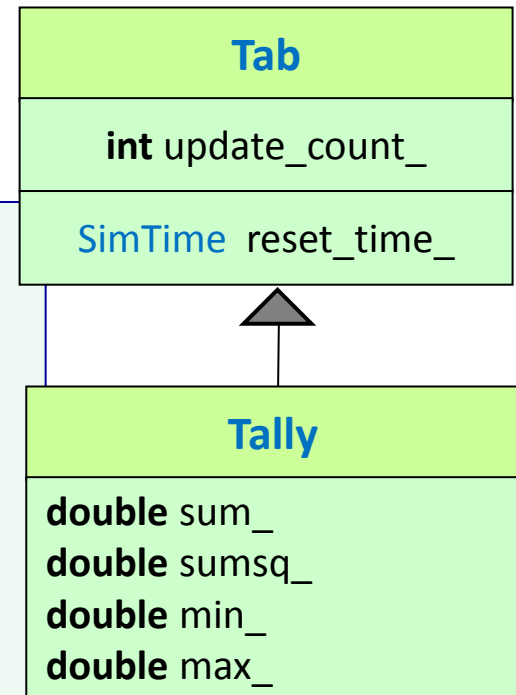 Tab
int update_count_
SimTime reset_time_
Tally
double sum_
double sumsq_
double min_
double max_